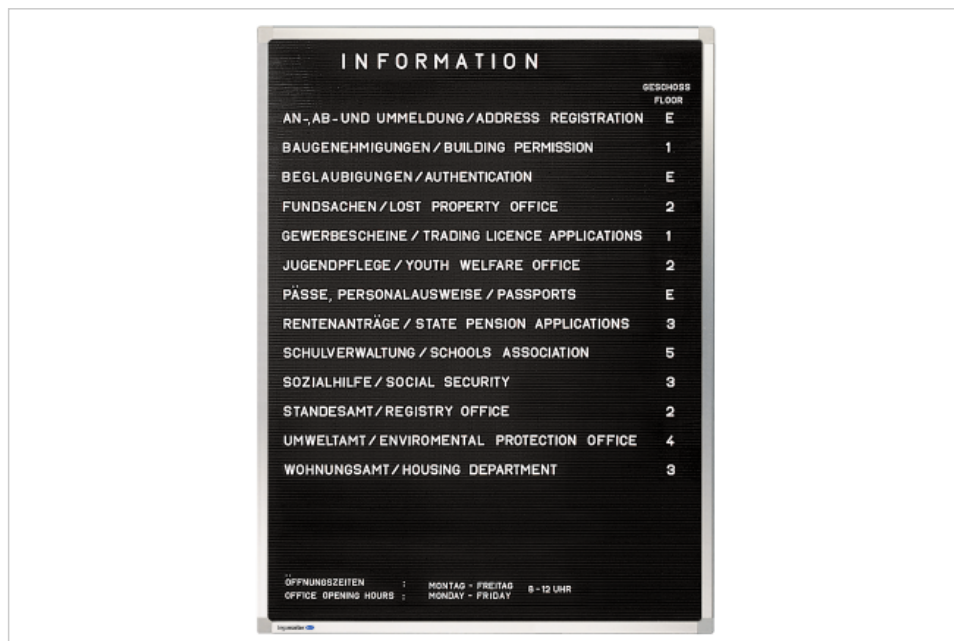 INFORMATION
GESCHOSS
FLOOR
AN-,AB-UND UMMELDUNG/ADDRESS REGISTRATION E
BAUGENEHMIGUNGEN/BUILDING PERMISSION 1
BEGLAUBIGUNGEN/AUTHENTICATION E
FUNDSACHEN/LOST PROPERTY OFFICE 2
GEWERBESCHEINE/TRADING LICENCE APPLICATIONS 1
JUGENDPFLEGE/YOUTH WELFARE OFFICE 2
PÄSSE, PERSONALAUSWEISE/PASSPORTS E
RENTENANTRÄGE/STATE PENSION APPLICATIONS 3
SCHULVERWALTUNG/SCHOOLS ASSOCIATION 5
SOZIALHILFE/SOCIAL SECURITY 3
STANDESAMT/REGISTRY OFFICE 2
UMWELTAMT/ENVIROMENTAL PROTECTION OFFICE 4
WOHNUNGSAMT/HOUSING DEPARTMENT 3
ÖFFNUNGSZEITEN : MONTAG - FREITAG
OFFICE OPENING HOURS : MONDAY - FRIDAY
-12 UHR